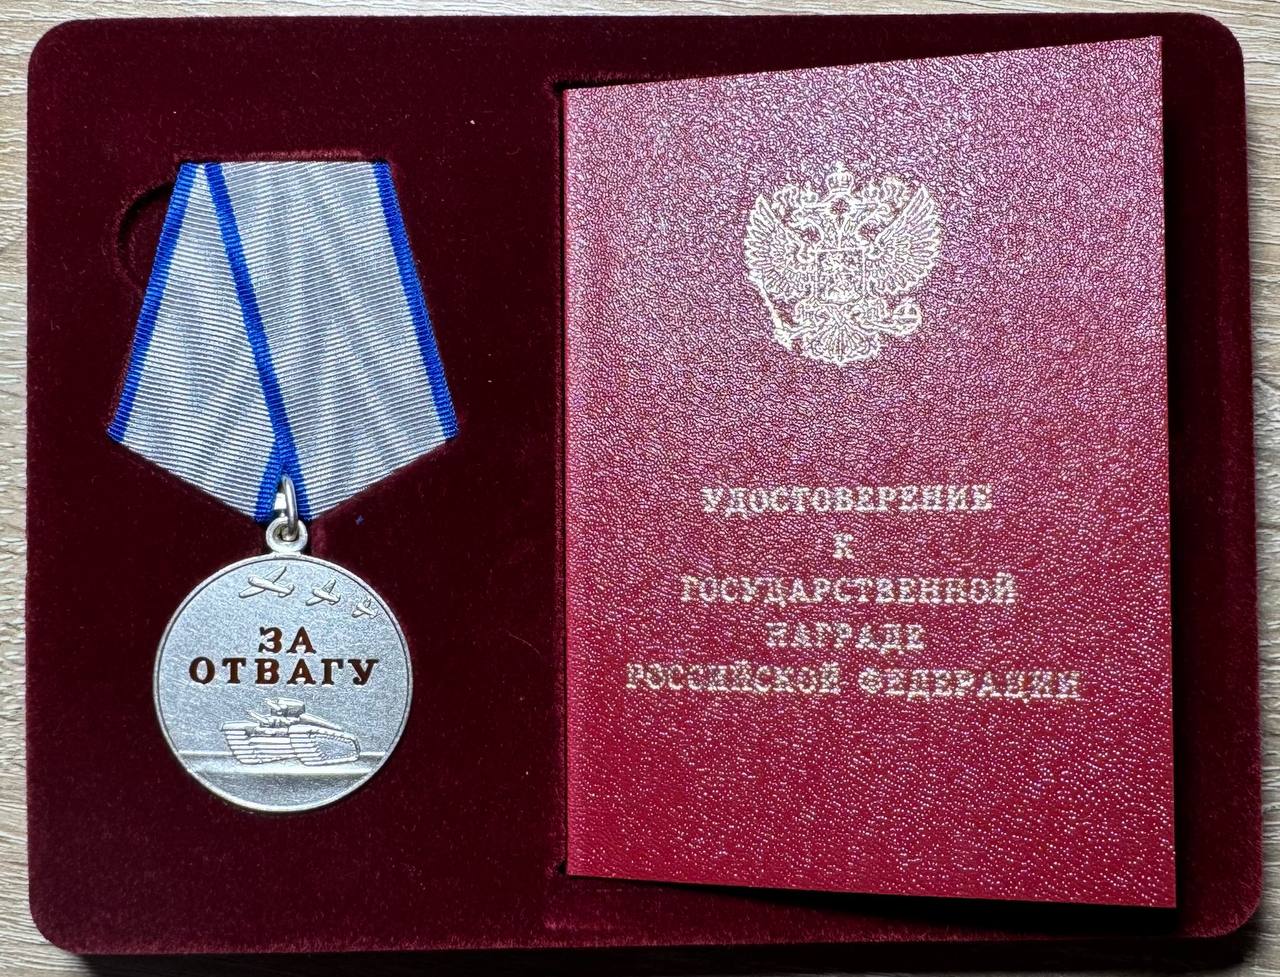 ЗА
ОТВАГУ
УДОСТОВЕРЕНИЕ
К
ГОСУДАРСТВЕННОЙ
НАГРАДЕ
РОССИЙСКОЙ ФЕДЕРАЦИИ